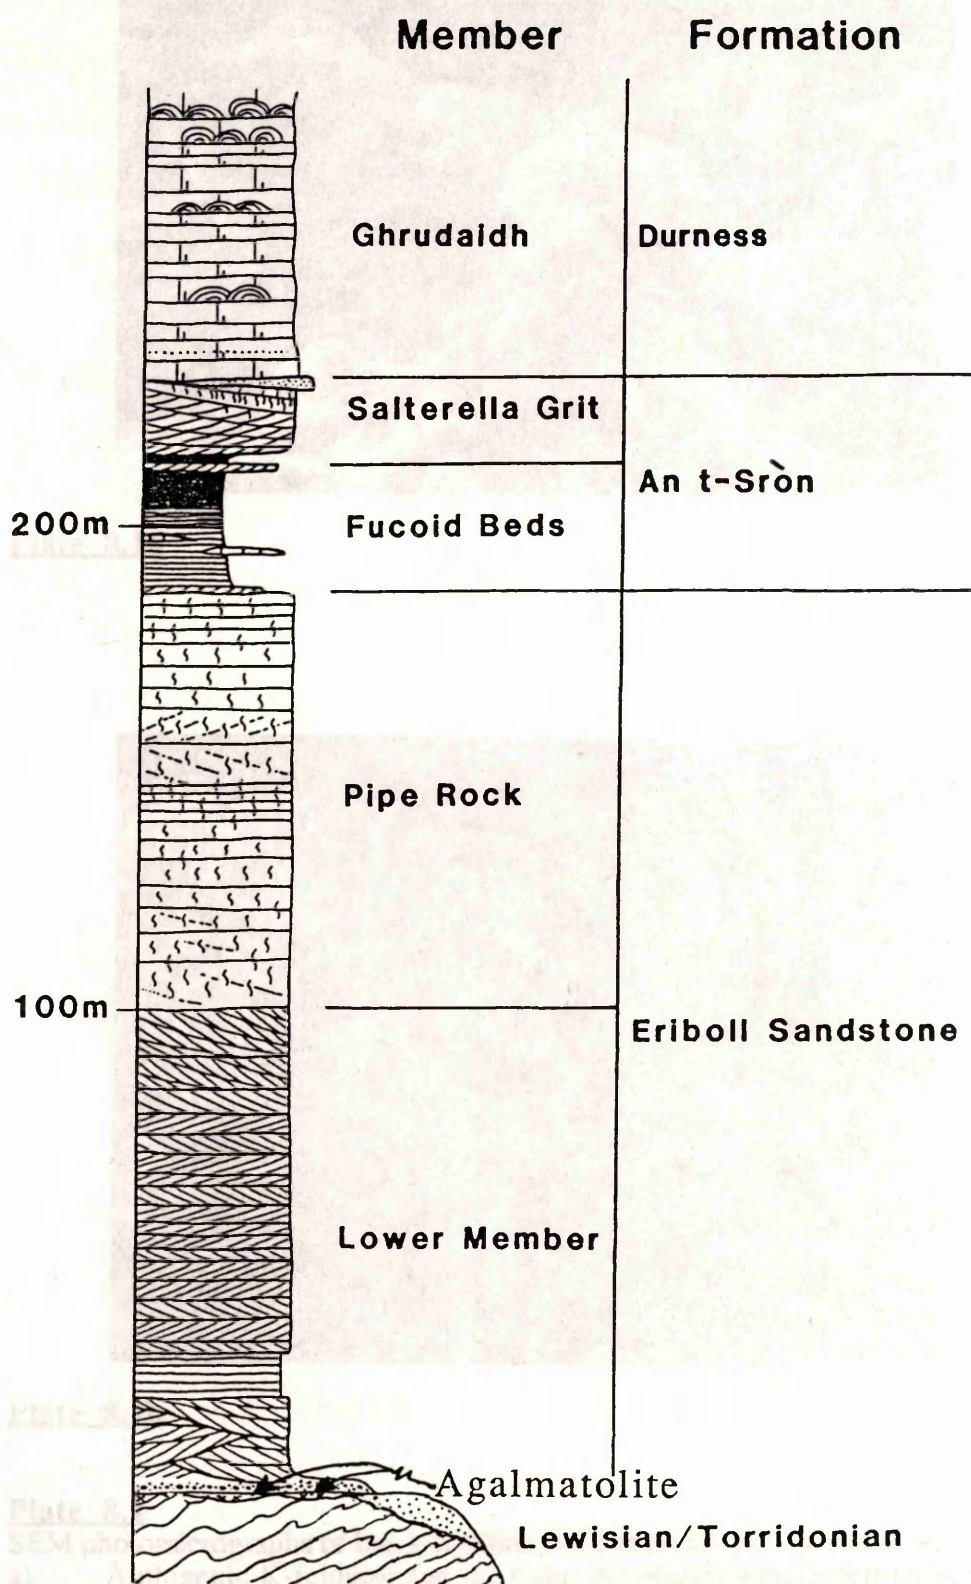 Member Formation
Ghrudaidh Durness
Salterella Grit
An t-Sròn
200m Fucoid Beds
Pipe Rock
100m
Eriboll Sandstone
Lower Member
Agalmatolite
Lewisian/Torridonian